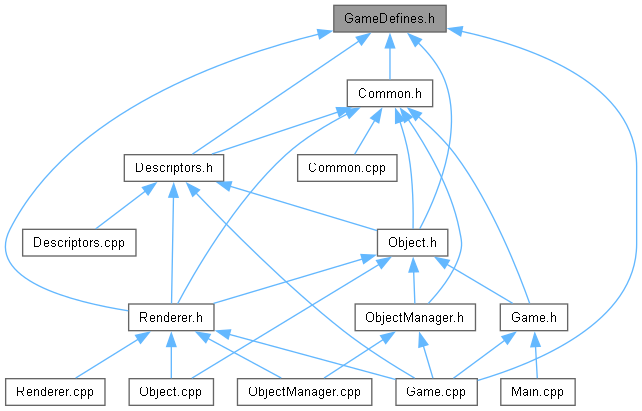 GameDefines.h
Common.h
Descriptors.h
Common.cpp
Descriptors.cpp
Object.h
Renderer.h
ObjectManager.h
Game.h
Renderer.cpp
Object.cpp
ObjectManager.cpp
Game.cpp
Main.cpp